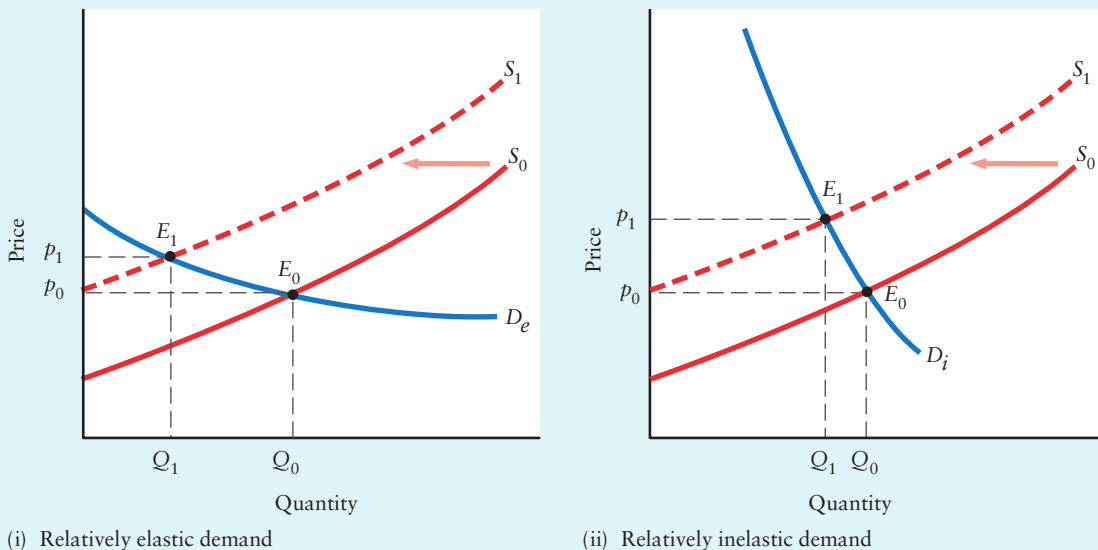 S₁
S₀
E₁
E₀
p₁
p₀
Price
Dₑ
Q₁ Q₀
Quantity
(i) Relatively elastic demand
S₁
S₀
E₁
p₁
Price
p₀
E₀
Dᵢ
Q₁ Q₀
Quantity
(ii) Relatively inelastic demand